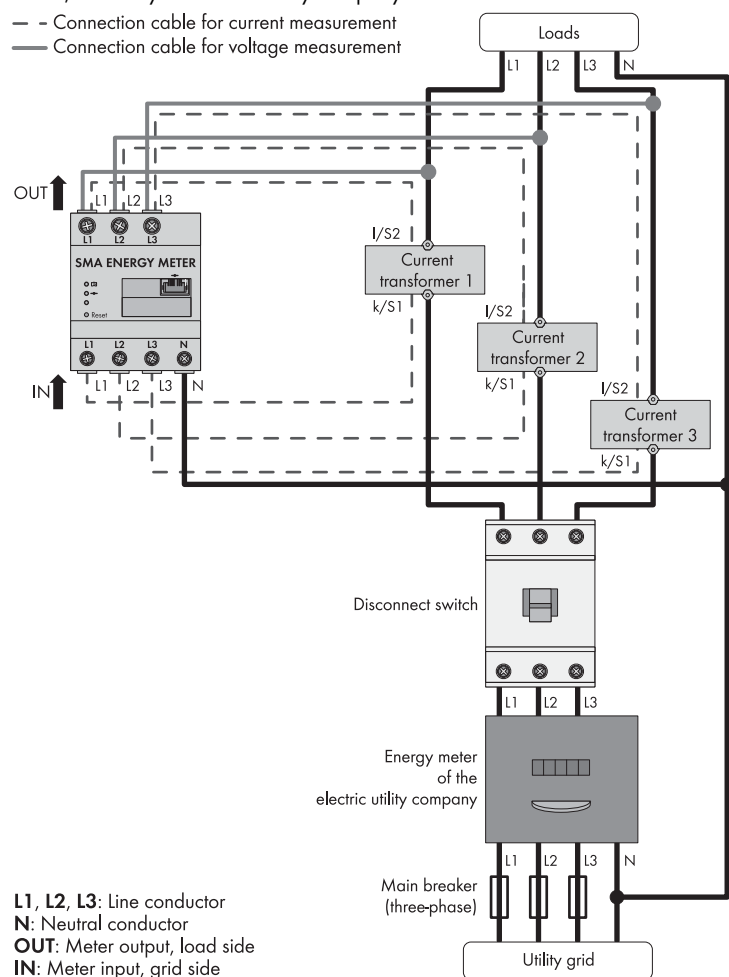 — — Connection cable for current measurement
—— Connection cable for voltage measurement
Loads
L1 L2 L3 N
OUT
L1 L2 L3
L1 L2 L3
SMA ENERGY METER
Reset
L1 L2 L3 N
IN
L1 L2 L3 N
l/S2
Current
transformer 1
k/S1
l/S2
Current
transformer 2
k/S1
l/S2
Current
transformer 3
k/S1
Disconnect switch
L1 L2 L3
Energy meter
of the
electric utility company
L1 L2 L3 N
Main breaker
(three-phase)
Utility grid
L1, L2, L3: Line conductor
N: Neutral conductor
OUT: Meter output, load side
IN: Meter input, grid side